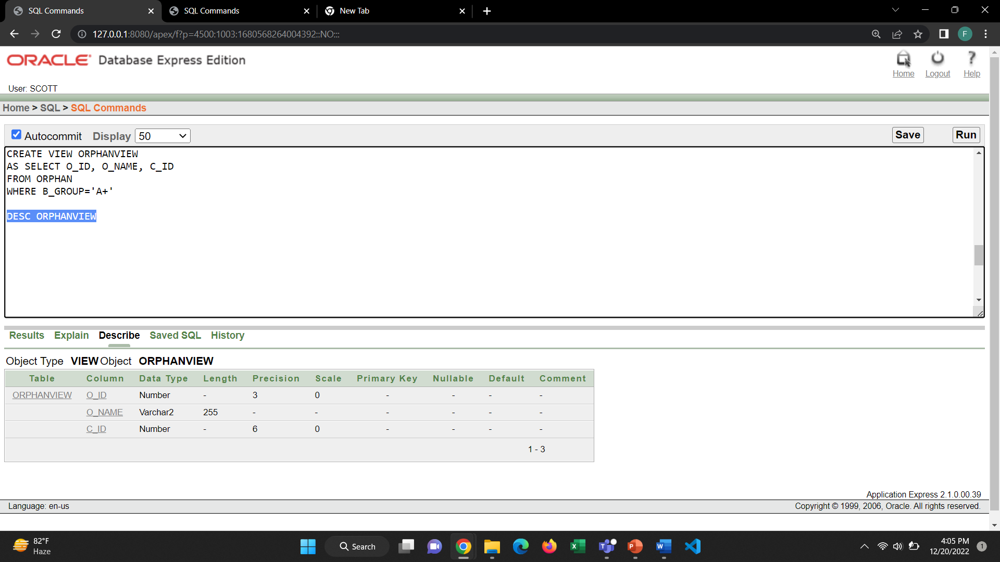 SQL Commands
SQL Commands
New Tab
127.0.0.1:8080/apex/f?p=4500:1003:1680568264004392::NO:::
F
ORACLE Database Express Edition
Home Logout Help
User: SCOTT
Home > SQL > SQL Commands
Autocommit Display 50 Save Run
CREATE VIEW ORPHANVIEW
AS SELECT O_ID, O_NAME, C_ID
FROM ORPHAN
WHERE B_GROUP='A+'
DESC ORPHANVIEW
Results Explain Describe Saved SQL History
Object Type VIEW Object ORPHANVIEW
Table Column Data Type Length Precision Scale Primary Key Nullable Default Comment
ORPHANVIEW O_ID Number - 3 0 - - - -
O_NAME Varchar2 255 - - - - - -
C_ID Number - 6 0 - - - -
1 - 3
Application Express 2.1.0.00.39
Language: en-us
Copyright © 1999, 2006, Oracle. All rights reserved.
82°F
Haze
Search
4:05 PM
12/20/2022
1